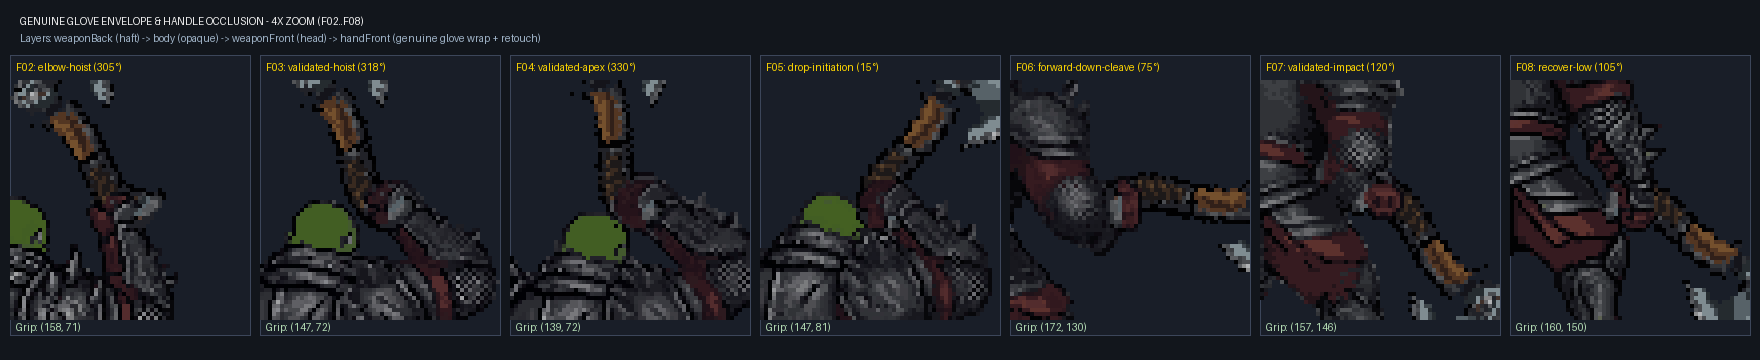 GENUINE GLOVE ENVELOPE & HANDLE OCCLUSION - 4X ZOOM (F02..F08)
Layers: weaponBack (haft) -> body (opaque) -> weaponFront (head) -> handFront (genuine glove wrap + retouch)
F02: elbow-hoist (305°)
F03: validated-hoist (318°)
F04: validated-apex (330°)
F05: drop-initiation (15°)
F06: forward-down-cleave (75°)
F07: validated-impact (120°)
F08: recover-low (105°)
Grip: (158, 71)
Grip: (147, 72)
Grip: (139, 72)
Grip: (147, 81)
Grip: (172, 130)
Grip: (157, 146)
Grip: (160, 150)